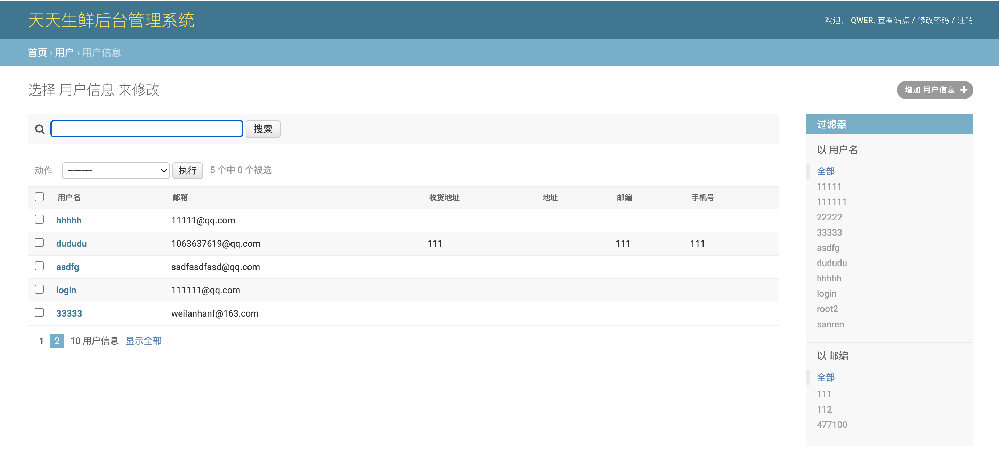 天天生鲜后台管理系统
欢迎， QWER. 查看站点 / 修改密码 / 注销
首页 › 用户 › 用户信息
选择 用户信息 来修改
增加 用户信息 +
搜索
动作 --------- 执行 5 个中 0 个被选
用户名 邮箱 收货地址 地址 邮编 手机号
hhhhh 11111@qq.com
dududu 1063637619@qq.com 111 111 111
asdfg sadfasdfasd@qq.com
login 111111@qq.com
33333 weilanhanf@163.com
1 2 10 用户信息 显示全部
过滤器
以 用户名
全部
11111
111111
22222
33333
asdfg
dududu
hhhhh
login
root2
sanren
以 邮编
全部
111
112
477100